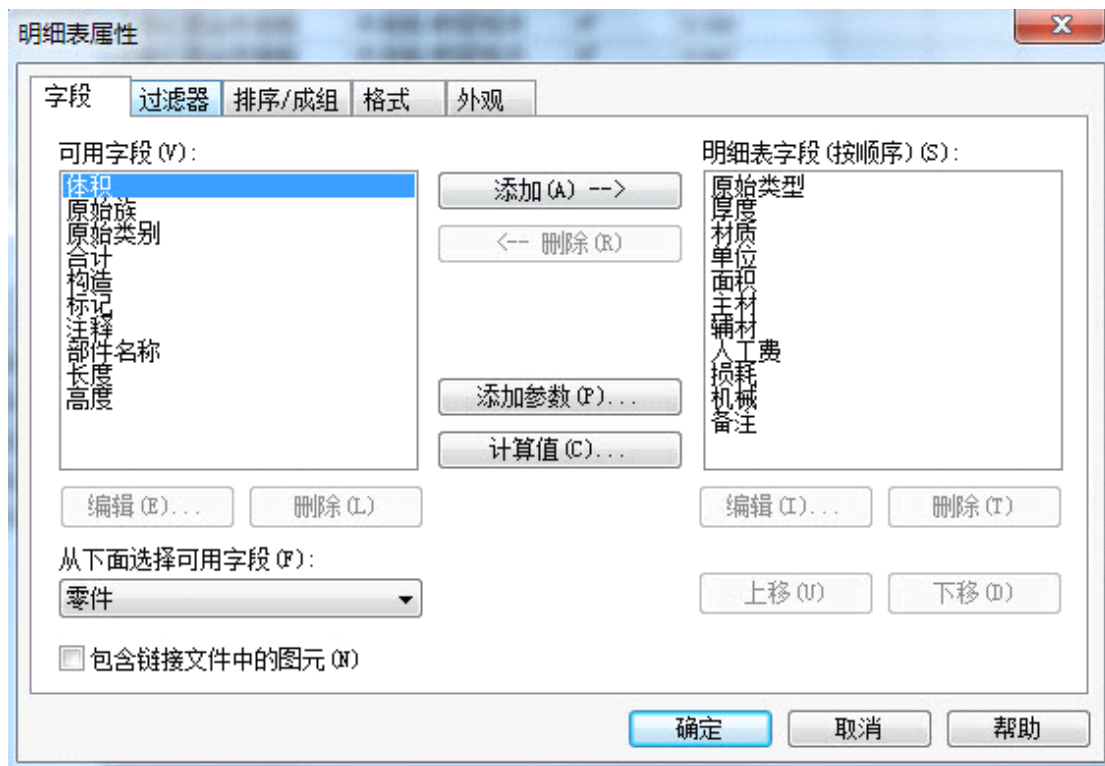 明细表属性
字段
过滤器
排序/成组
格式
外观
可用字段(V):
体积
原始族
原始类别
合计
构造
标记
注释
部件名称
长度
高度
添加(A) -->
<-- 删除(R)
添加参数(P)...
计算值(C)...
明细表字段(按顺序)(S):
原始类型
厚度
材质
单位
面积
主材
辅材
人工费
损耗
机械
备注
编辑(E)...
删除(L)
编辑(I)...
删除(T)
从下面选择可用字段(F):
零件
上移(U)
下移(D)
包含链接文件中的图元(N)
确定
取消
帮助